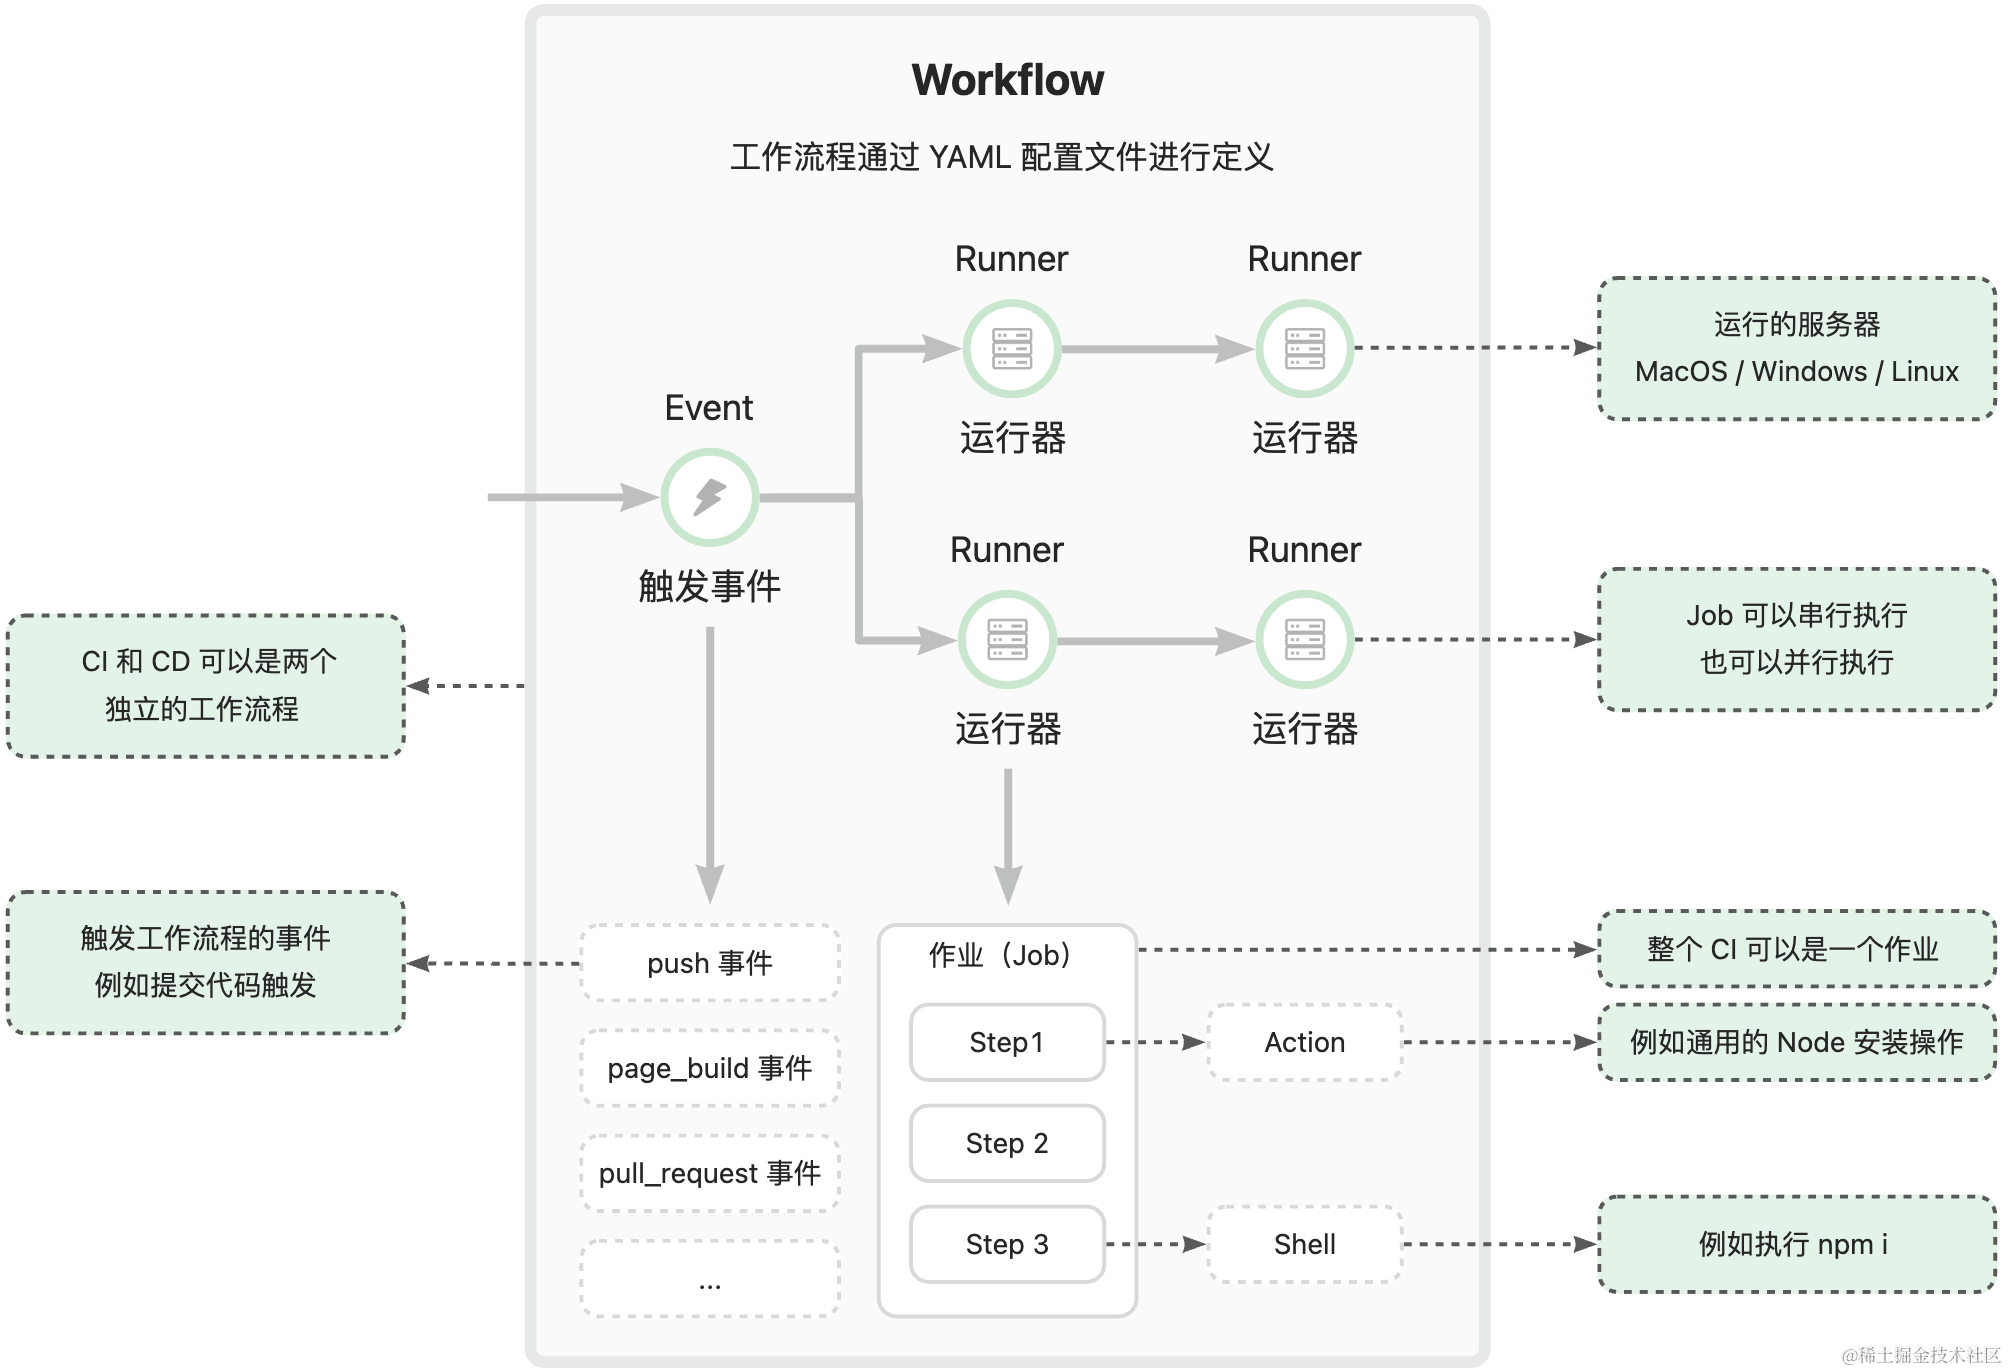 Workflow
工作流程通过 YAML 配置文件进行定义
Runner
Runner
运行的服务器
MacOS / Windows / Linux
Event
运行器
运行器
触发事件
Runner
Runner
Job 可以串行执行
也可以并行执行
CI 和 CD 可以是两个
独立的工作流程
运行器
运行器
触发工作流程的事件
例如提交代码触发
push 事件
page_build 事件
pull_request 事件
...
作业（Job）
整个 CI 可以是一个作业
Step1
Action
例如通用的 Node 安装操作
Step 2
Step 3
Shell
例如执行 npm i
@稀土掘金技术社区